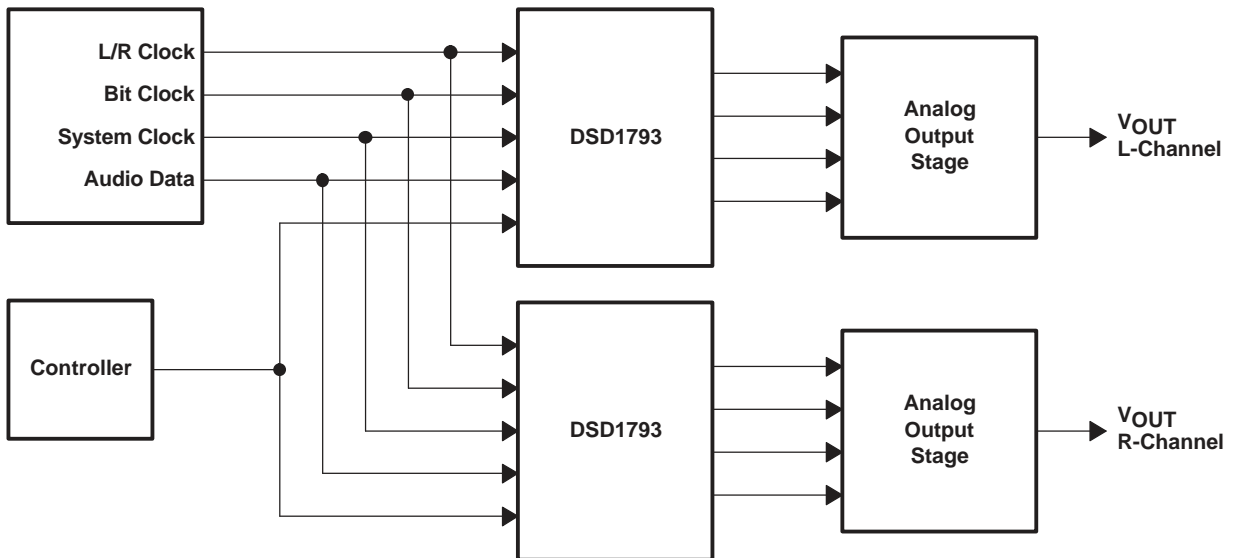 L/R Clock
Bit Clock
System Clock
Audio Data
DSD1793
Analog
Output
Stage
VOUT
L-Channel
Controller
DSD1793
Analog
Output
Stage
VOUT
R-Channel